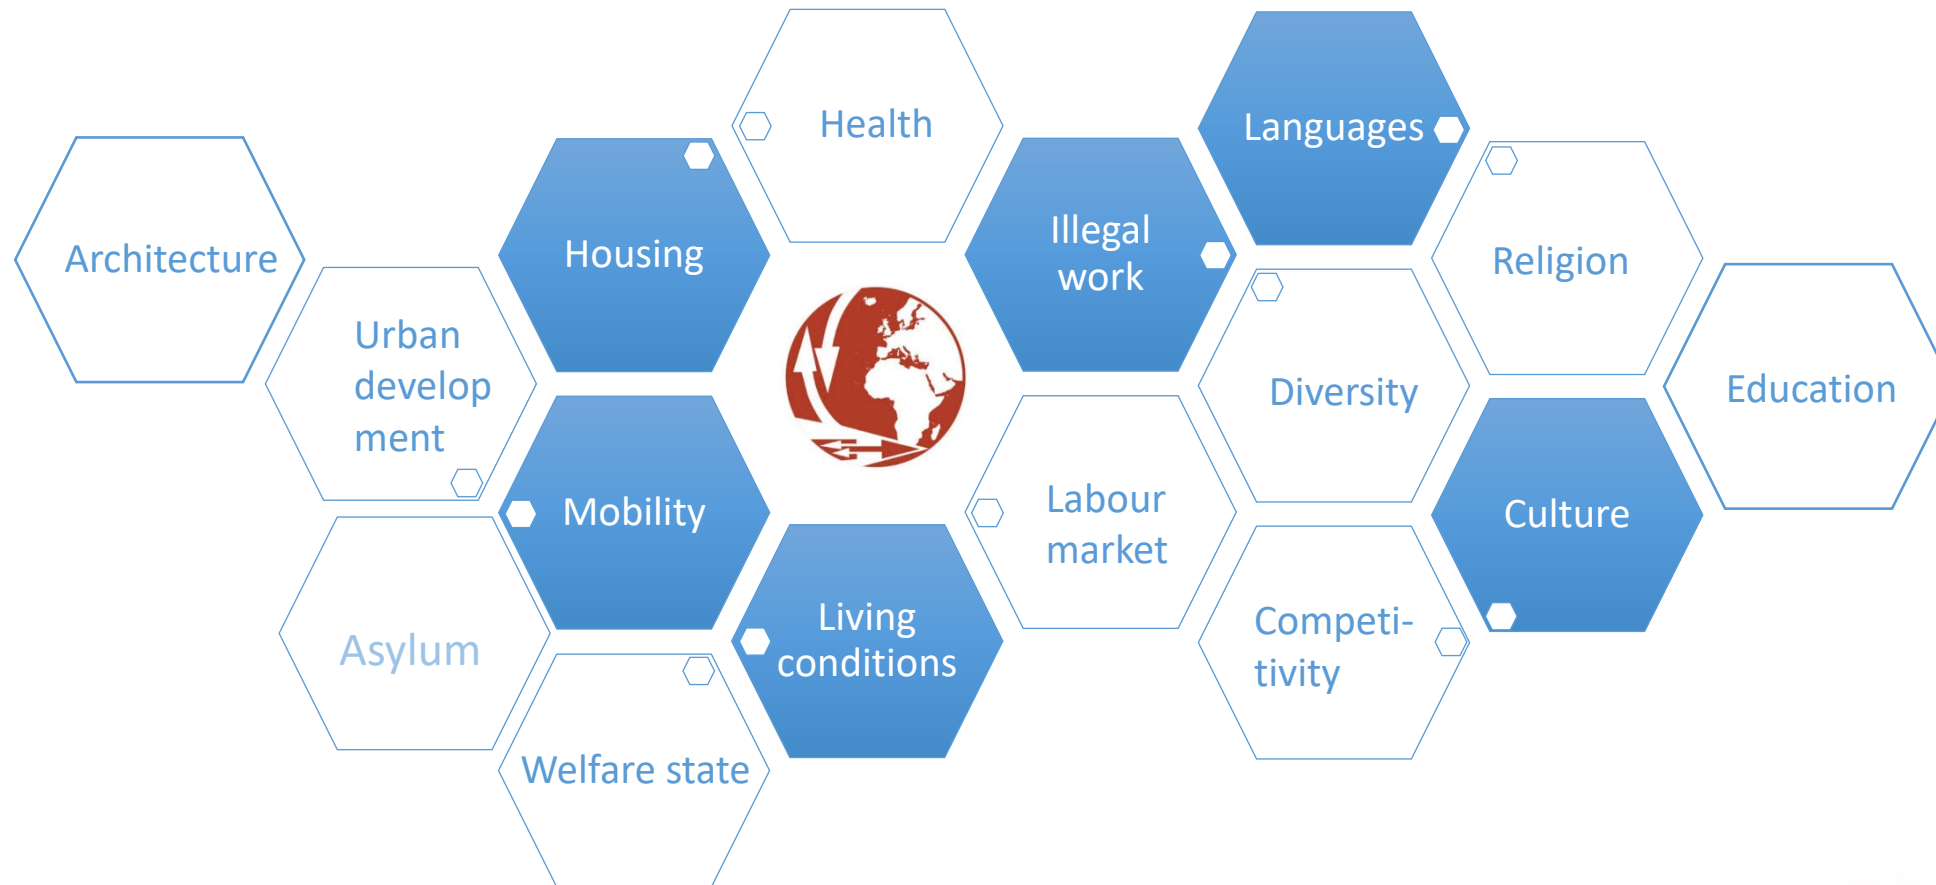 Health
Languages
Architecture
Housing
Illegal
work
Religion
Urban
develop
ment
Diversity
Education
Mobility
Labour
market
Culture
Asylum
Living
conditions
Competi-
tivity
Welfare state